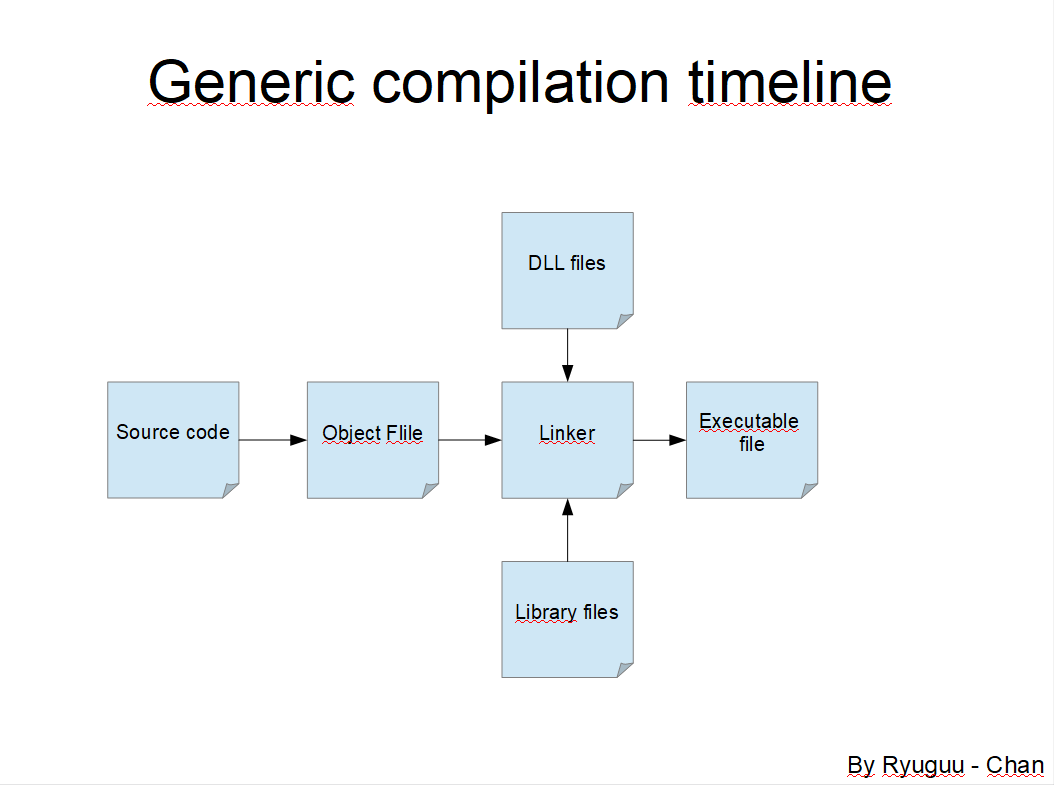 Generic compilation timeline
DLL files
Source code
Object Flile
Linker
Executable
file
Library files
By Ryuguu - Chan